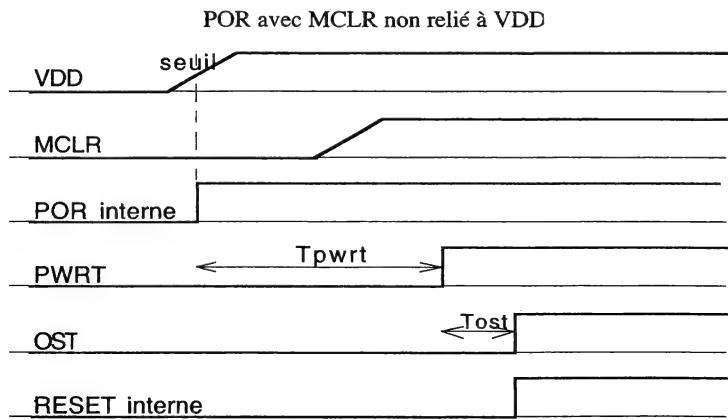 POR avec MCLR non relié à VDD
seuil
VDD
MCLR
POR interne
Tpwrt
PWRT
Tost
OST
RESET interne